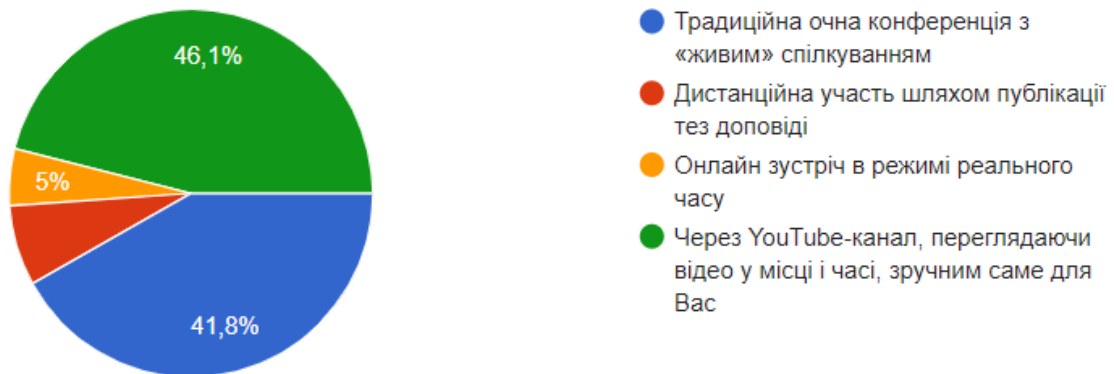 46,1%
5%
41,8%
Традиційна очна конференція з
«живим» спілкуванням
Дистанційна участь шляхом публікації
тез доповіді
Онлайн зустріч в режимі реального
часу
Через YouTube-канал, переглядаючи
відео у місці і часі, зручним саме для
Вас